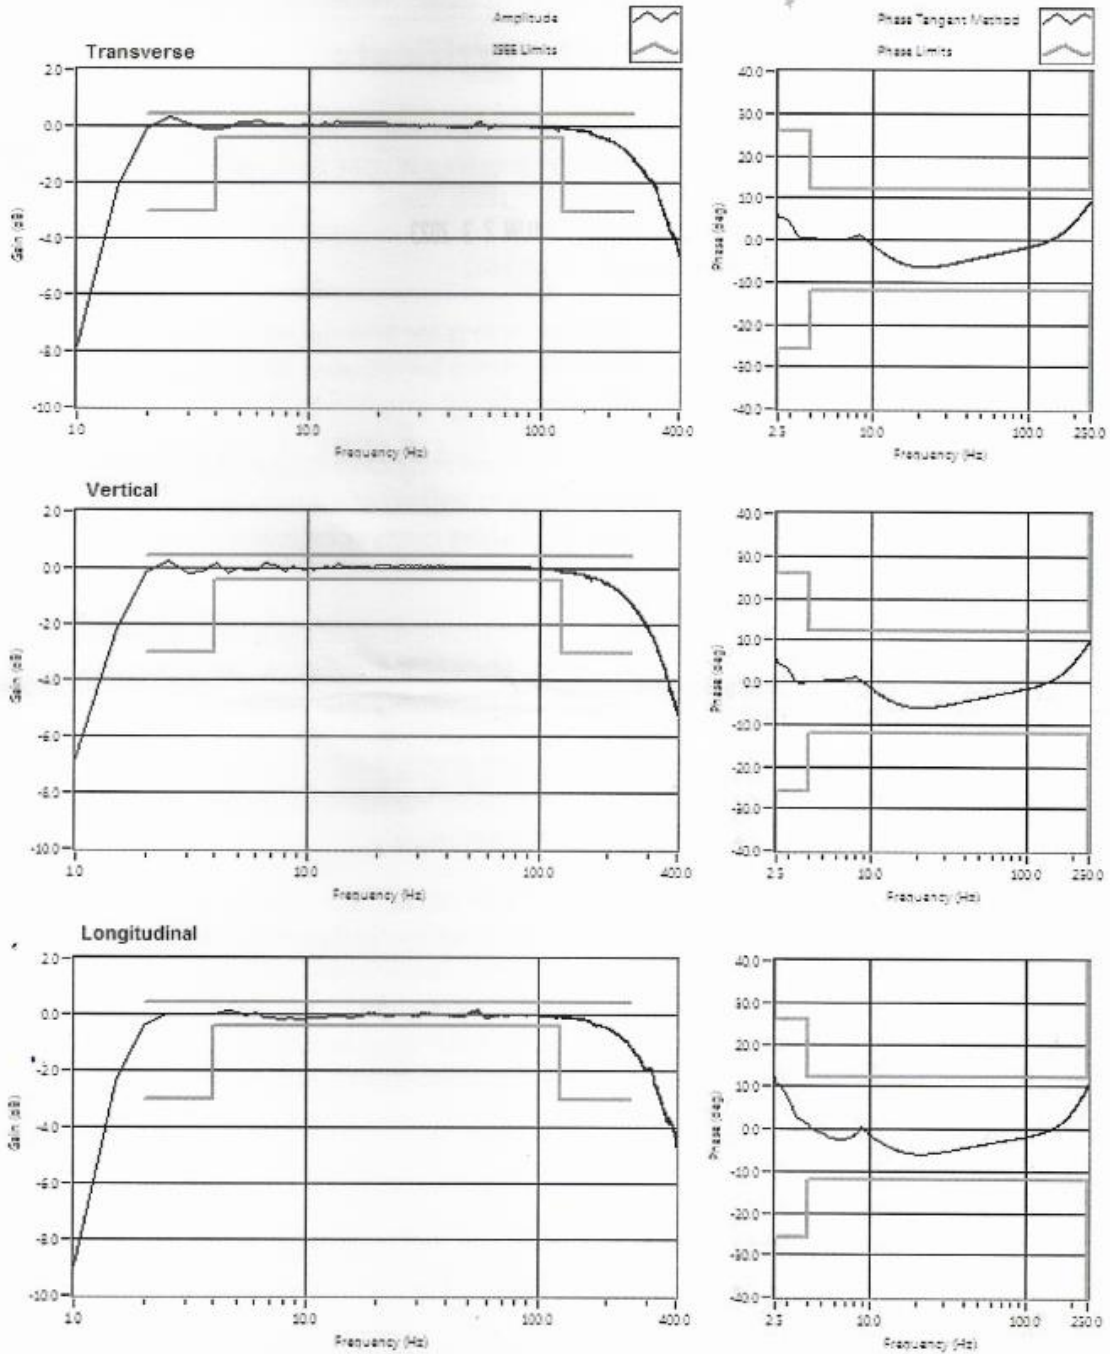 Amplitude
ISEE Limits
Phase Tangent Method
Phase Limits
Transverse
2.0
0.0
-2.0
-4.0
-6.0
-8.0
-10.0
Gain (dB)
1.0 10.0 100.0 400.0
Frequency (Hz)
40.0
30.0
20.0
10.0
0.0
-10.0
-20.0
-30.0
-40.0
Phase (deg)
2.5 10.0 100.0 250.0
Frequency (Hz)
Vertical
2.0
0.0
-2.0
-4.0
-6.0
-8.0
-10.0
Gain (dB)
1.0 10.0 100.0 400.0
Frequency (Hz)
40.0
30.0
20.0
10.0
0.0
-10.0
-20.0
-30.0
-40.0
Phase (deg)
2.5 10.0 100.0 250.0
Frequency (Hz)
Longitudinal
2.0
0.0
-2.0
-4.0
-6.0
-8.0
-10.0
Gain (dB)
1.0 10.0 100.0 400.0
Frequency (Hz)
40.0
30.0
20.0
10.0
0.0
-10.0
-20.0
-30.0
-40.0
Phase (deg)
2.5 10.0 100.0 250.0
Frequency (Hz)